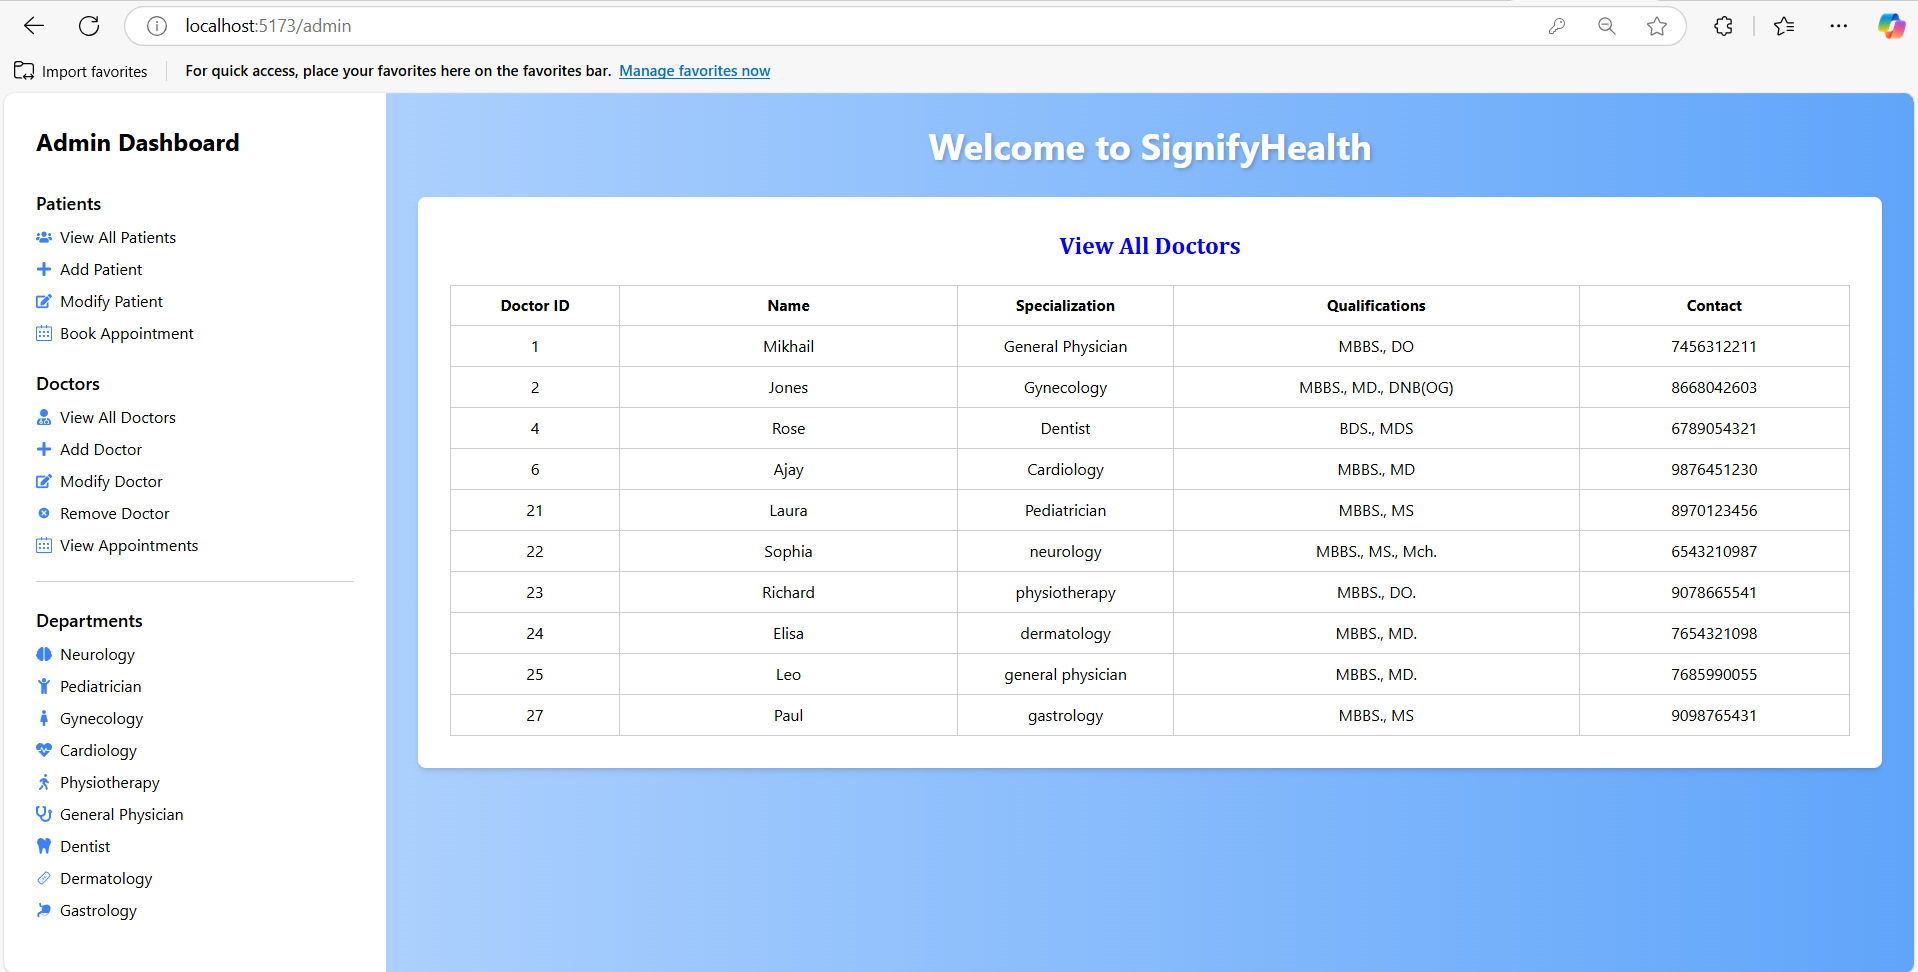 localhost:5173/admin
Import favorites
For quick access, place your favorites here on the favorites bar. Manage favorites now
Admin Dashboard
Patients
View All Patients
Add Patient
Modify Patient
Book Appointment
Doctors
View All Doctors
Add Doctor
Modify Doctor
Remove Doctor
View Appointments
Departments
Neurology
Pediatrician
Gynecology
Cardiology
Physiotherapy
General Physician
Dentist
Dermatology
Gastrology
Welcome to SignifyHealth
View All Doctors
Doctor ID Name Specialization Qualifications Contact
1 Mikhail General Physician MBBS., DO 7456312211
2 Jones Gynecology MBBS., MD., DNB(OG) 8668042603
4 Rose Dentist BDS., MDS 6789054321
6 Ajay Cardiology MBBS., MD 9876451230
21 Laura Pediatrician MBBS., MS 8970123456
22 Sophia neurology MBBS., MS., Mch. 6543210987
23 Richard physiotherapy MBBS., DO. 9078665541
24 Elisa dermatology MBBS., MD. 7654321098
25 Leo general physician MBBS., MD. 7685990055
27 Paul gastrology MBBS., MS 9098765431